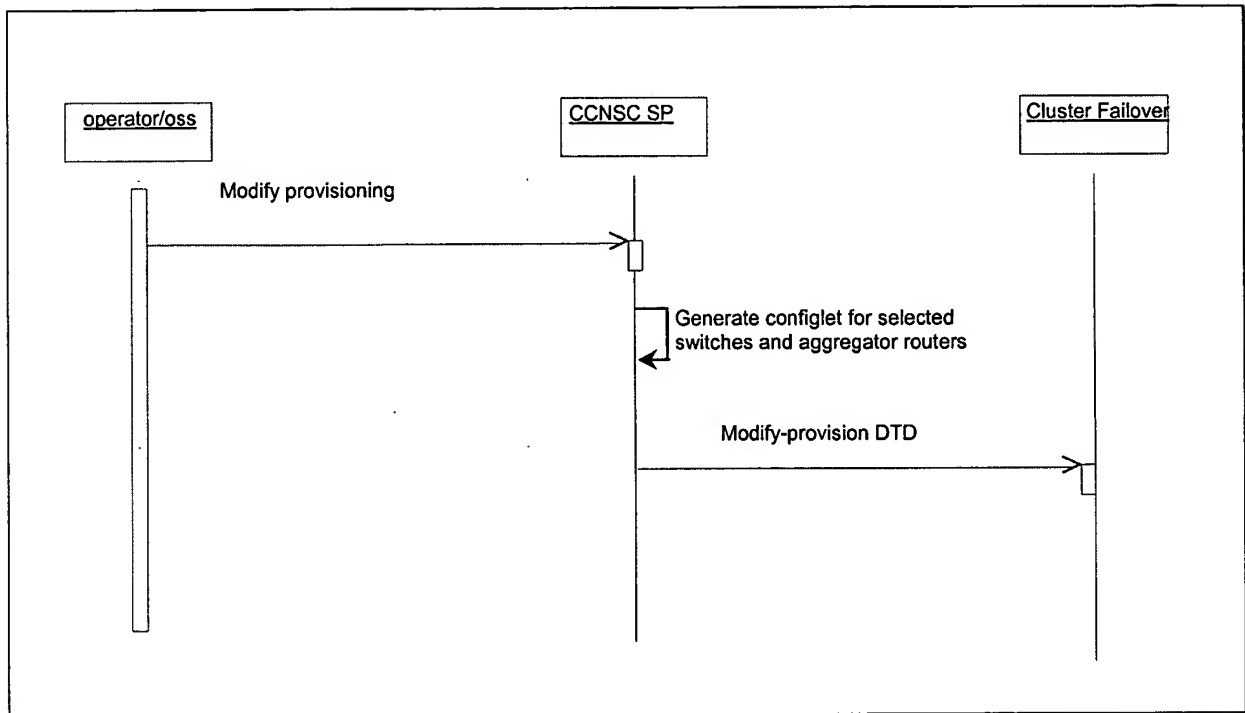 operator/oss
CCNSC SP
Cluster Failover
Modify provisioning
Generate configlet for selected
switches and aggregator routers
Modify-provision DTD